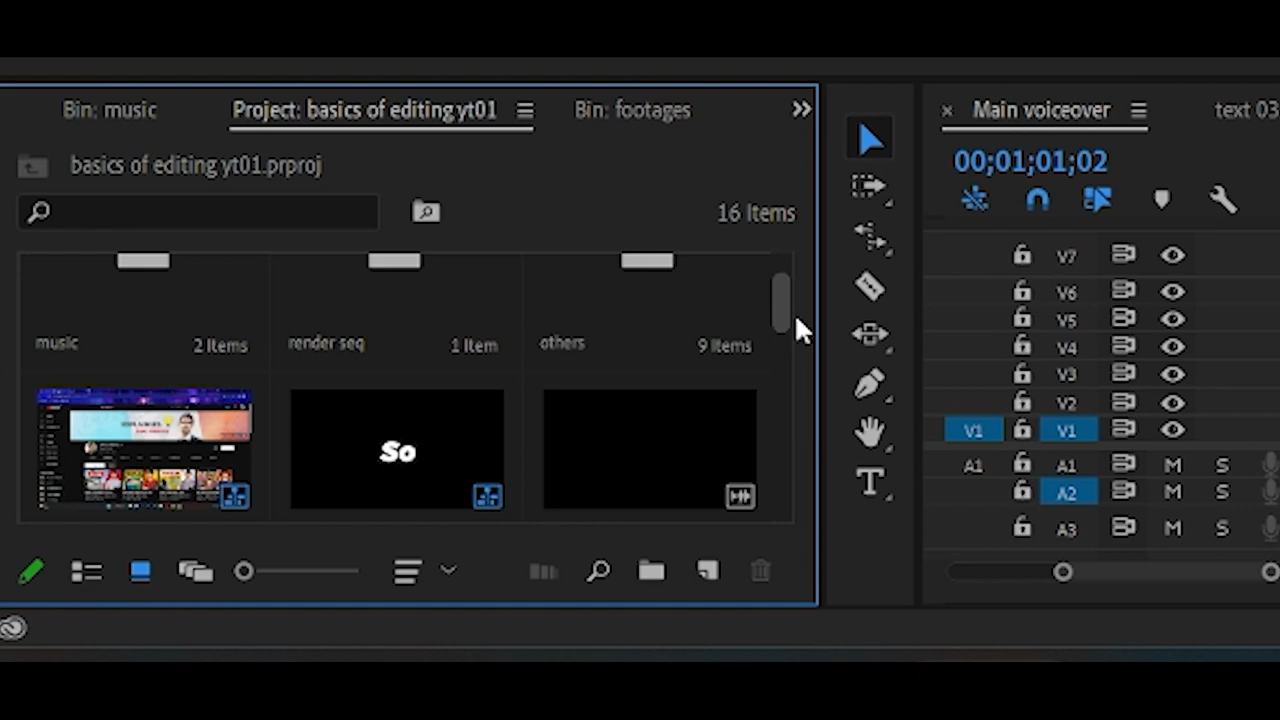 Bin: music
Project: basics of editing yt01
Bin: footages
basics of editing yt01.prproj
16 Items
music
2 Items
render seq
1 Item
others
9 Items
So
Main voiceover
text 03
00;01;01;02
V7
V6
V5
V4
V3
V2
V1 V1
A1 A1 M S
A2 M S
A3 M S